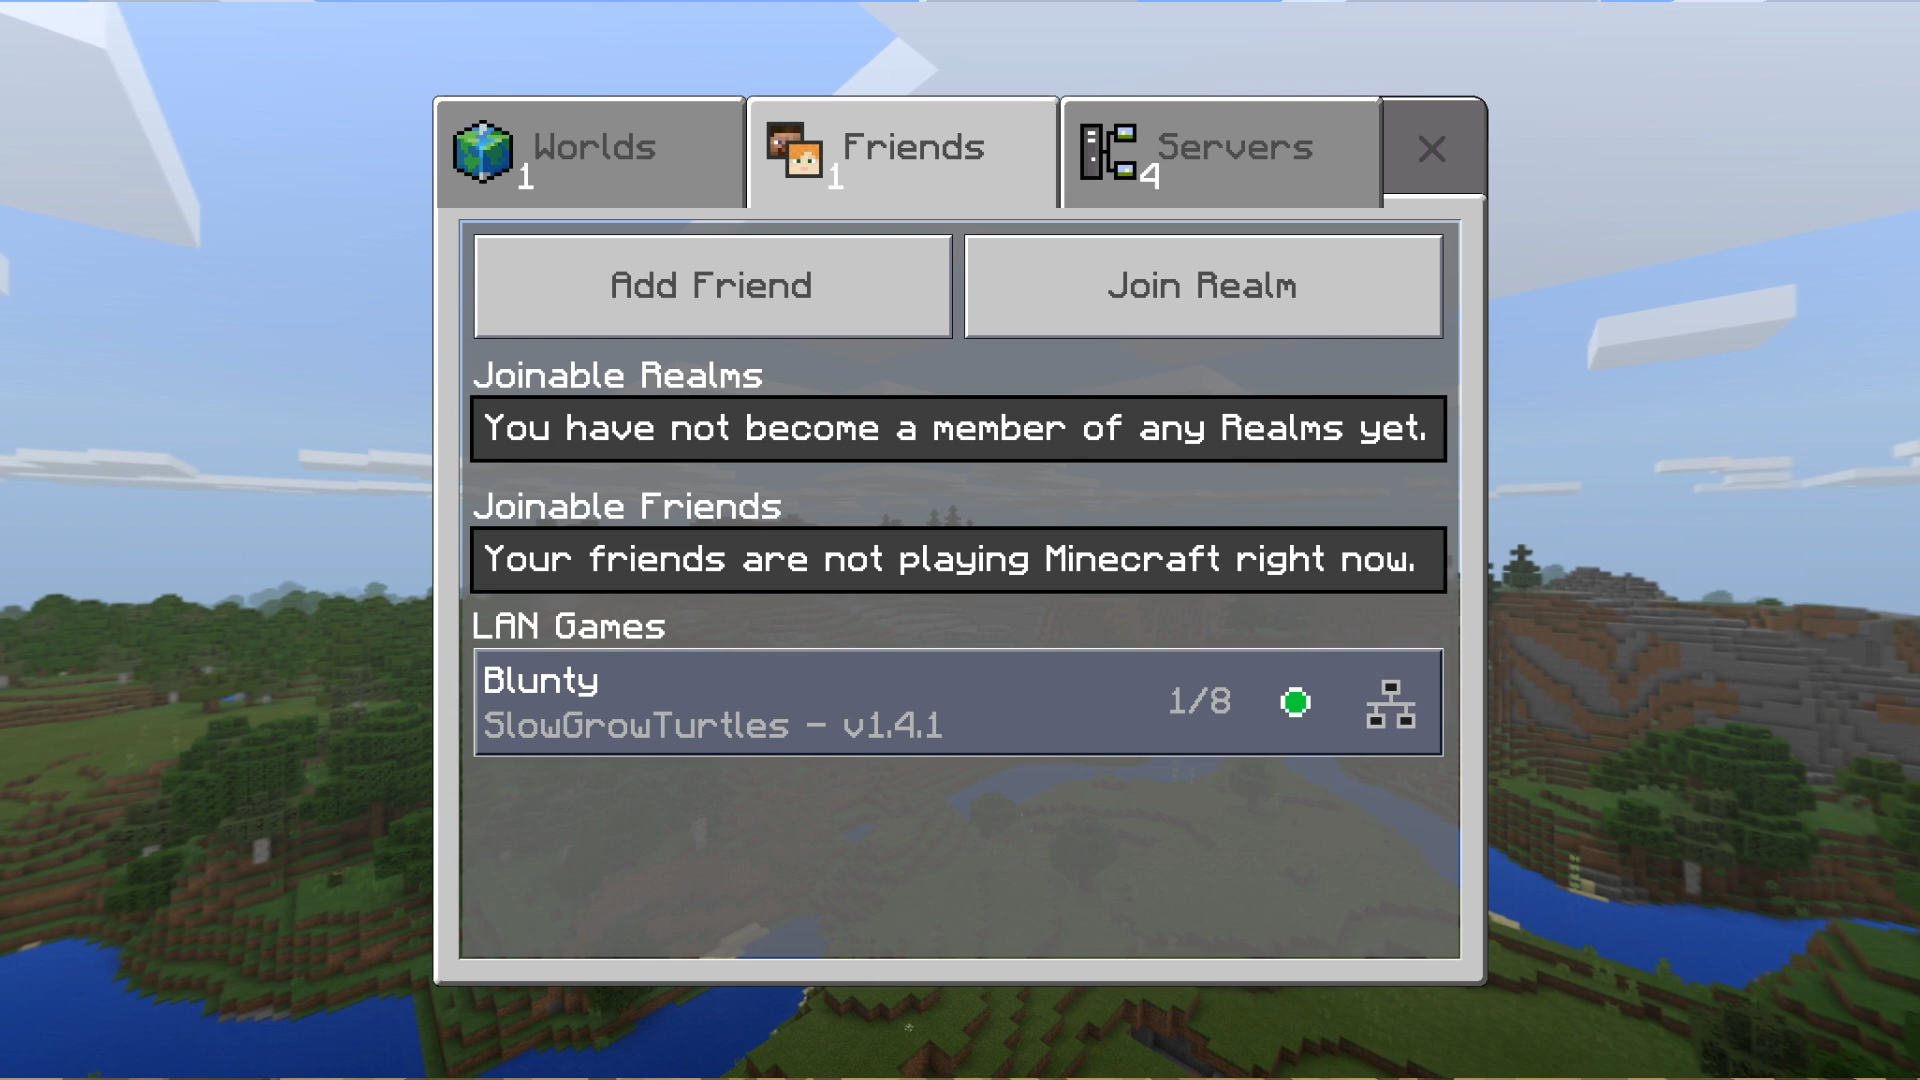 Worlds
1
Friends
1
Servers
4
Add Friend
Join Realm
Joinable Realms
You have not become a member of any Realms yet.
Joinable Friends
Your friends are not playing Minecraft right now.
LAN Games
Blunty
1/8
SlowGrowTurtles - v1.4.1